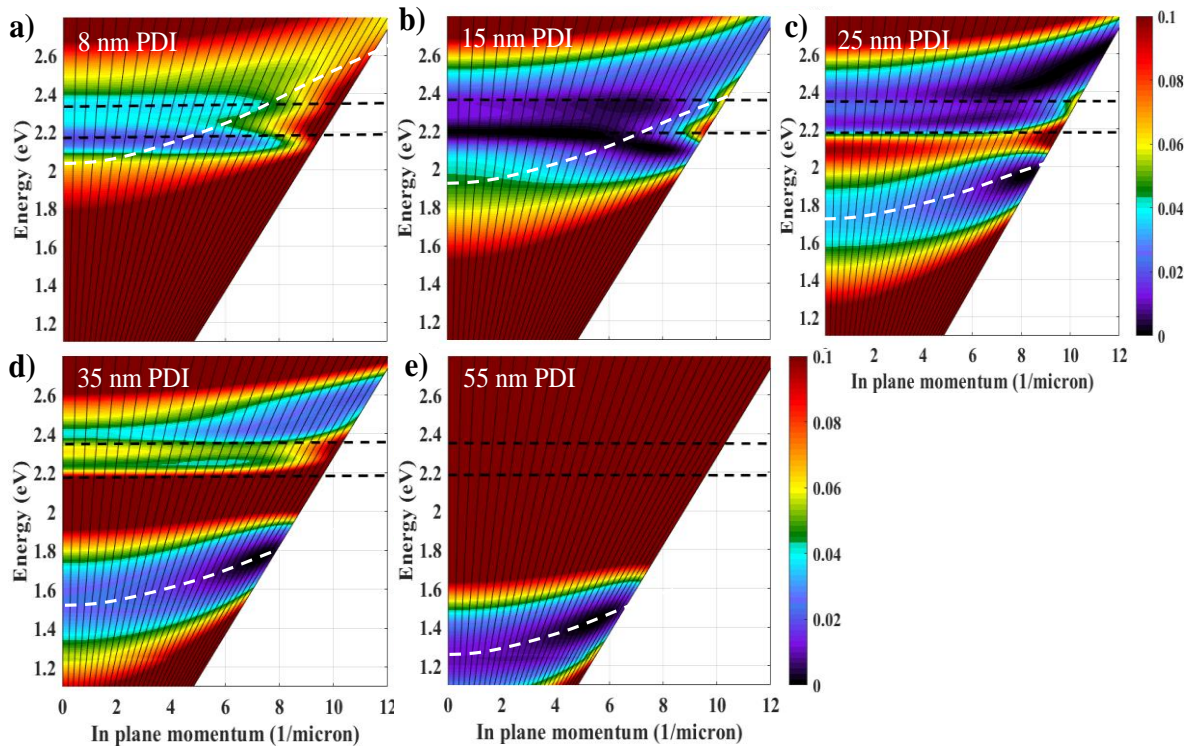 a)
8 nm PDI
Energy (eV)
2.6
2.4
2.2
2
1.8
1.6
1.4
1.2
b)
15 nm PDI
Energy (eV)
2.6
2.4
2.2
2
1.8
1.6
1.4
1.2
c)
25 nm PDI
Energy (eV)
2.6
2.4
2.2
2
1.8
1.6
1.4
1.2
2 4 6 8 10 12
In plane momentum (1/micron)
0.1
0.08
0.06
0.04
0.02
0
d)
35 nm PDI
Energy (eV)
2.6
2.4
2.2
2
1.8
1.6
1.4
1.2
0 2 4 6 8 10 12
In plane momentum (1/micron)
e)
55 nm PDI
Energy (eV)
2.6
2.4
2.2
2
1.8
1.6
1.4
1.2
0 2 4 6 8 10 12
In plane momentum (1/micron)
0.1
0.08
0.06
0.04
0.02
0